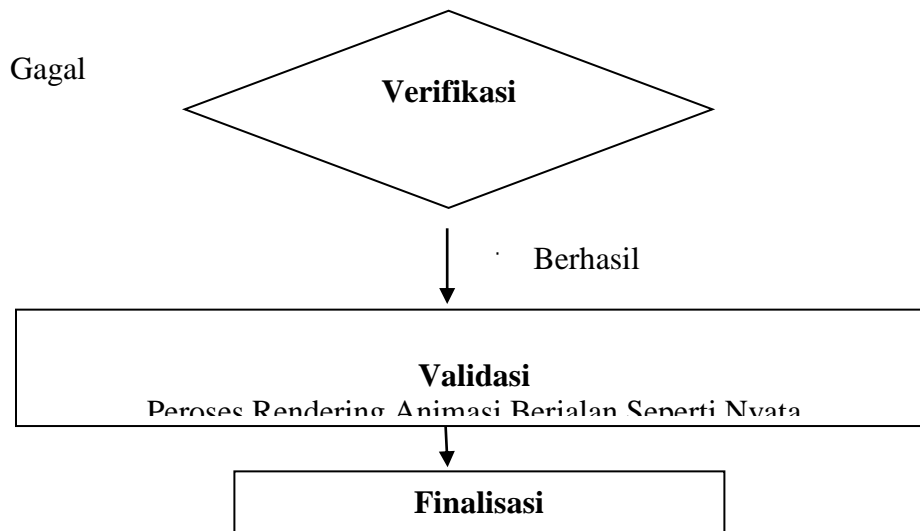 Gagal
Verifikasi
Berhasil
Validasi
Peroses Rendering Animasi Berjalan Seperti Nyata
Finalisasi